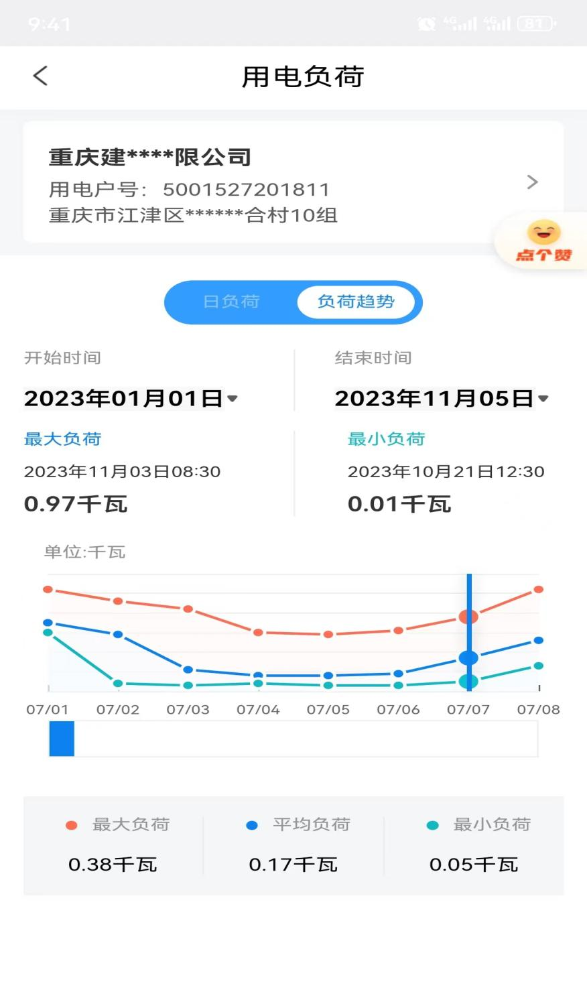 9:41
4G 4G 81
用电负荷
重庆建****限公司
用电户号：5001527201811
重庆市江津区******合村10组
点个赞
日负荷 负荷趋势
开始时间 结束时间
2023年01月01日 2023年11月05日
最大负荷 最小负荷
2023年11月03日08:30 2023年10月21日12:30
0.97千瓦 0.01千瓦
单位:千瓦
07/01 07/02 07/03 07/04 07/05 07/06 07/07 07/08
最大负荷 平均负荷 最小负荷
0.38千瓦 0.17千瓦 0.05千瓦